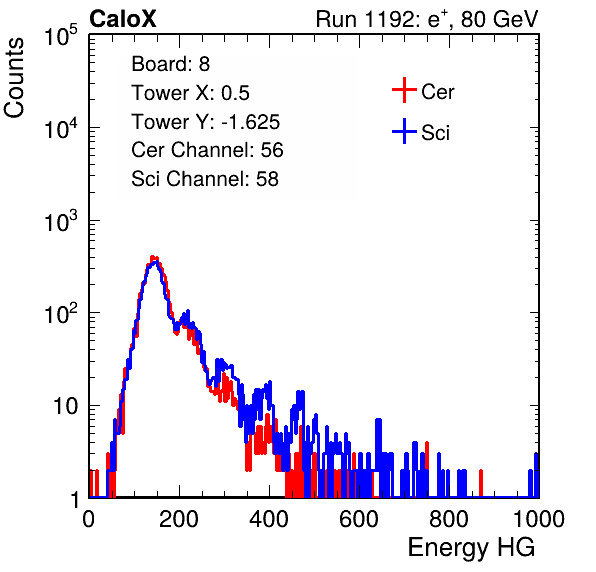 CaloX
Run 1192: e⁺, 80 GeV
Counts
10⁵
10⁴
10³
10²
10
1
Board: 8
Tower X: 0.5
Tower Y: -1.625
Cer Channel: 56
Sci Channel: 58
Cer
Sci
0 200 400 600 800 1000
Energy HG